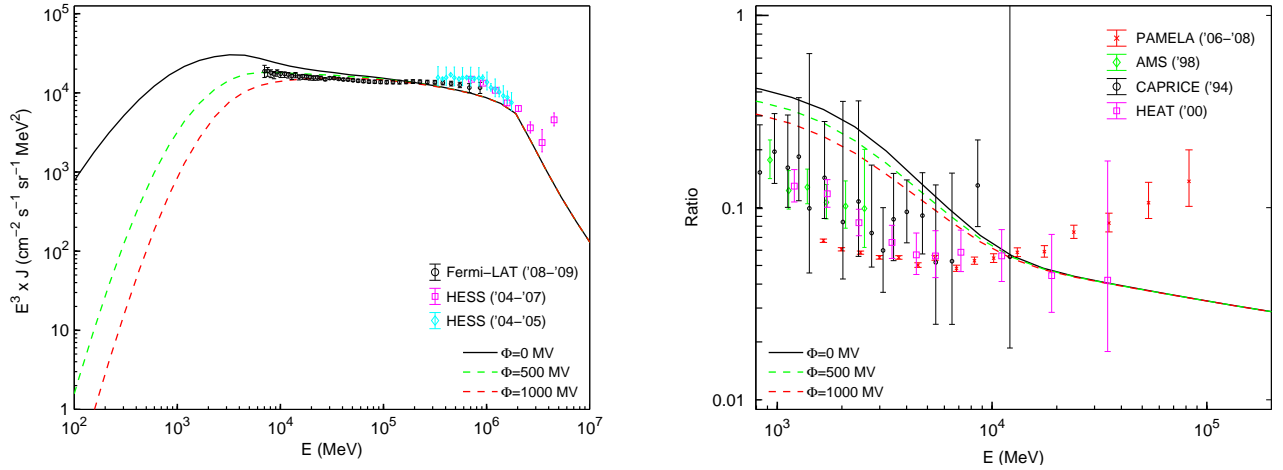 10^5
10^4
10^3
10^2
10
1
E^3 x J (cm^-2 s^-1 sr^-1 MeV^2)
Fermi-LAT ('08-'09)
HESS ('04-'07)
HESS ('04-'05)
Φ=0 MV
Φ=500 MV
Φ=1000 MV
10^2 10^3 10^4 10^5 10^6 10^7
E (MeV)
1
0.1
0.01
Ratio
PAMELA ('06-'08)
AMS ('98)
CAPRICE ('94)
HEAT ('00)
Φ=0 MV
Φ=500 MV
Φ=1000 MV
10^3 10^4 10^5
E (MeV)